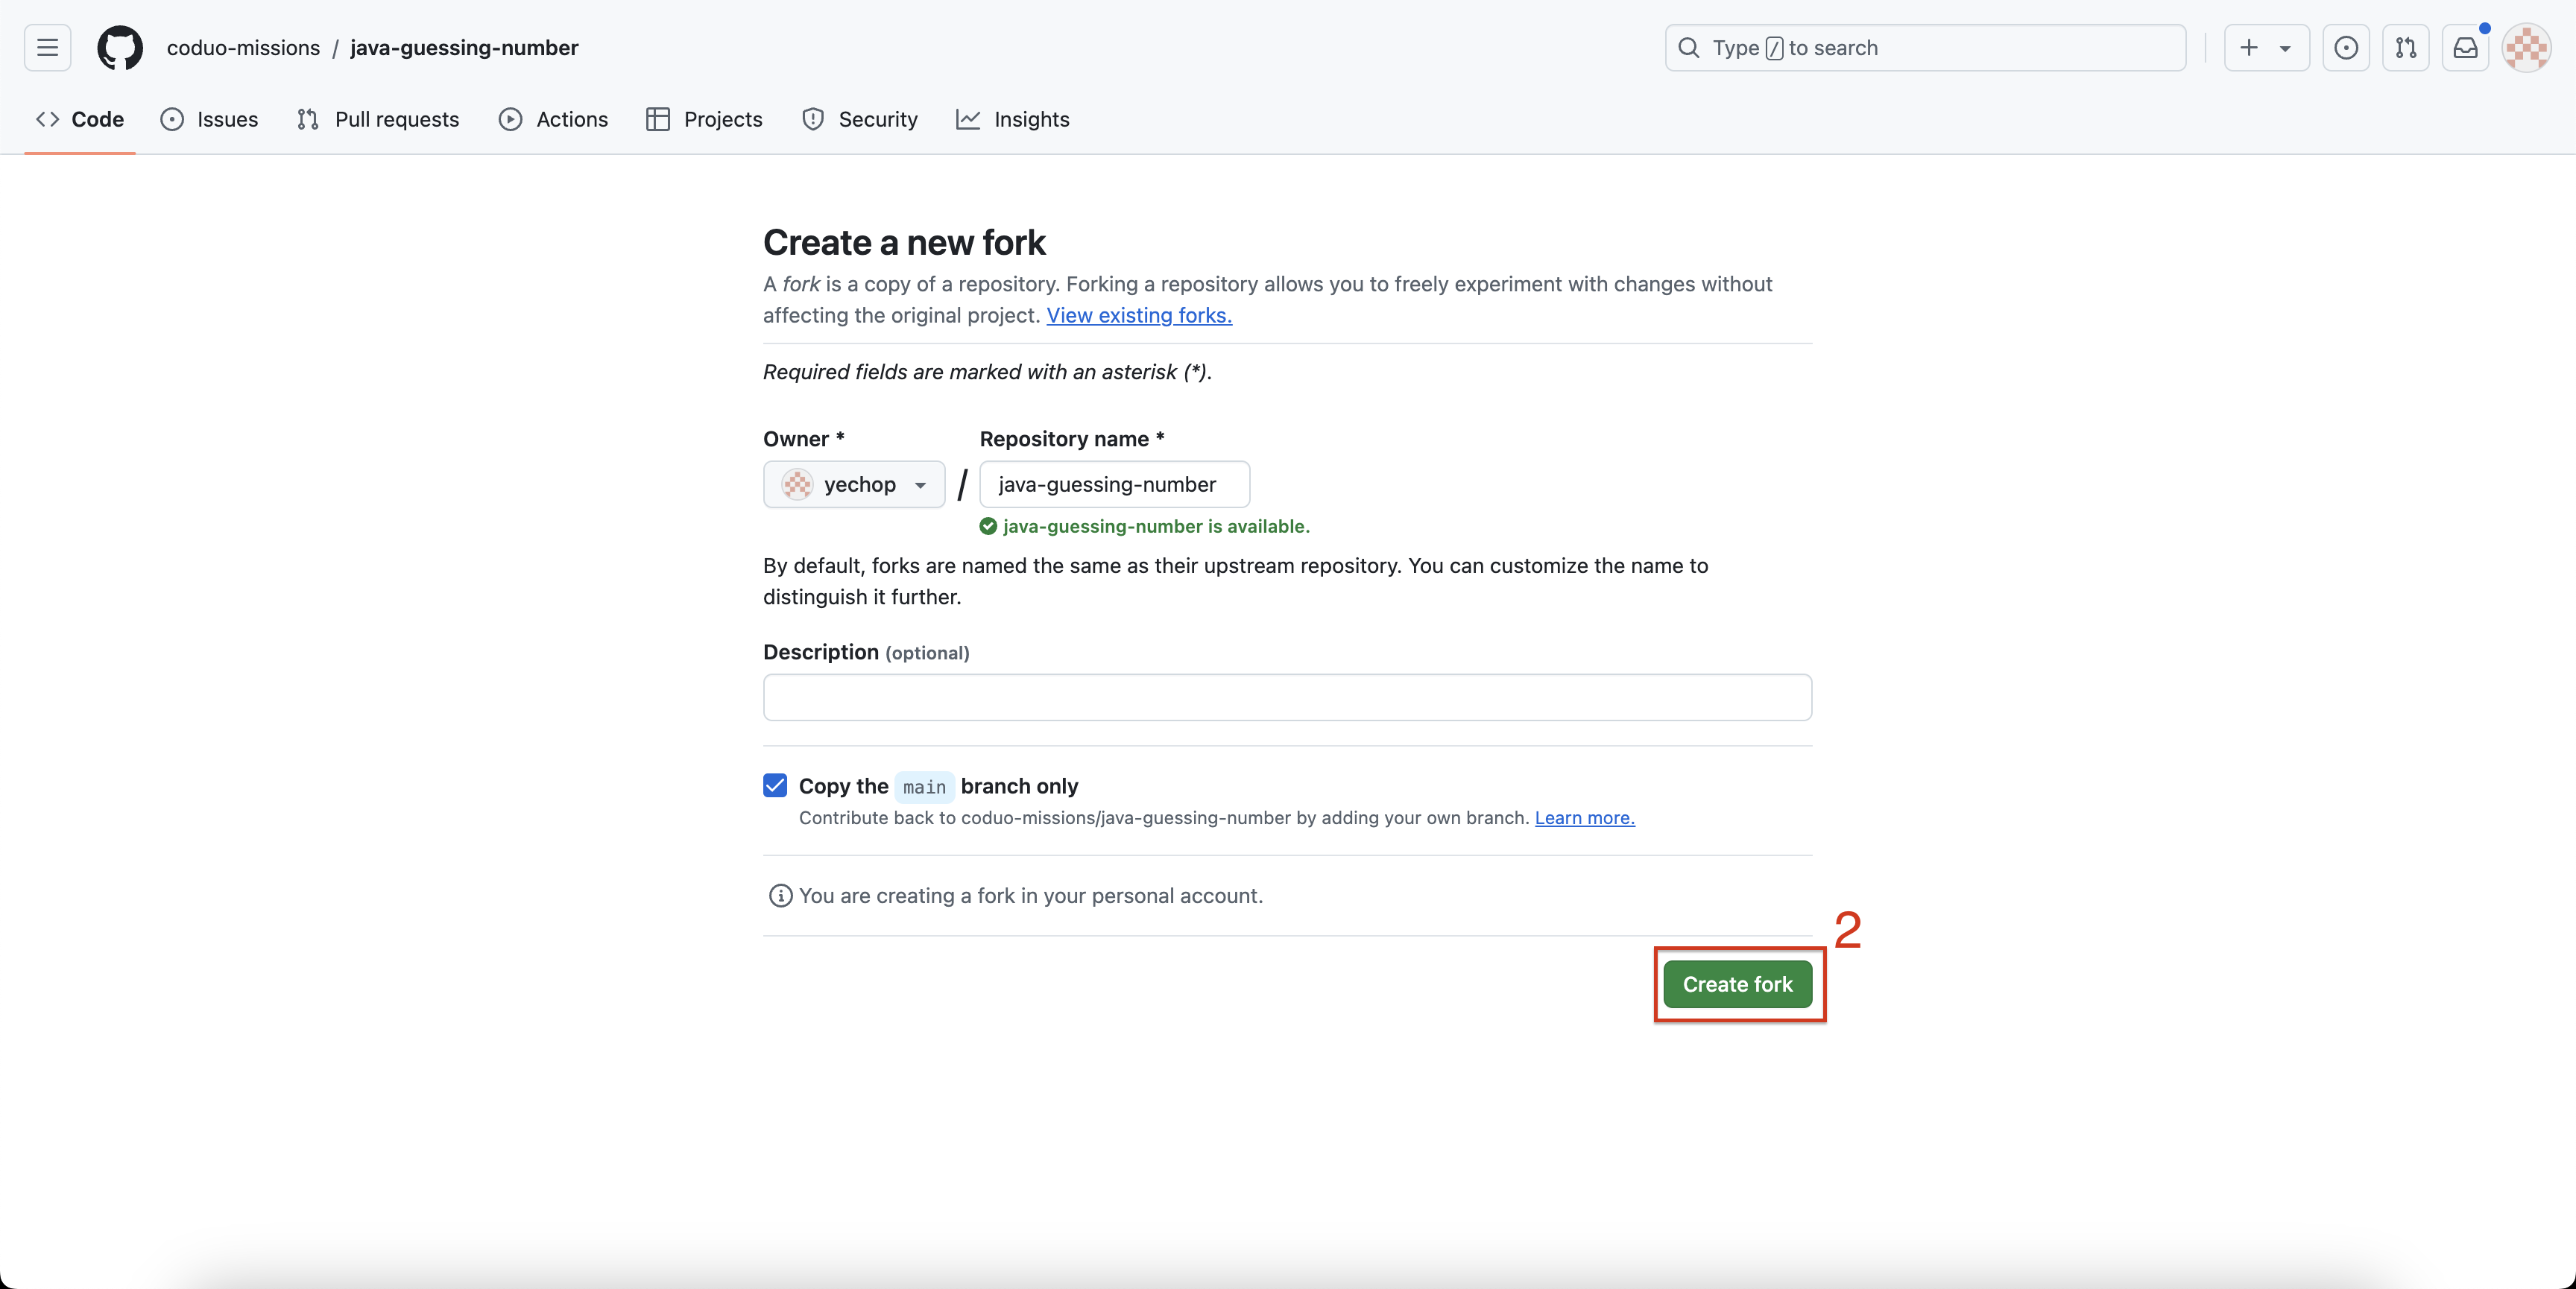 coduo-missions / java-guessing-number
Type / to search
Code Issues Pull requests Actions Projects Security Insights
Create a new fork
A fork is a copy of a repository. Forking a repository allows you to freely experiment with changes without
affecting the original project. View existing forks.
Required fields are marked with an asterisk (*).
Owner * Repository name *
yechop / java-guessing-number
java-guessing-number is available.
By default, forks are named the same as their upstream repository. You can customize the name to
distinguish it further.
Description (optional)
Copy the main branch only
Contribute back to coduo-missions/java-guessing-number by adding your own branch. Learn more.
You are creating a fork in your personal account.
2
Create fork